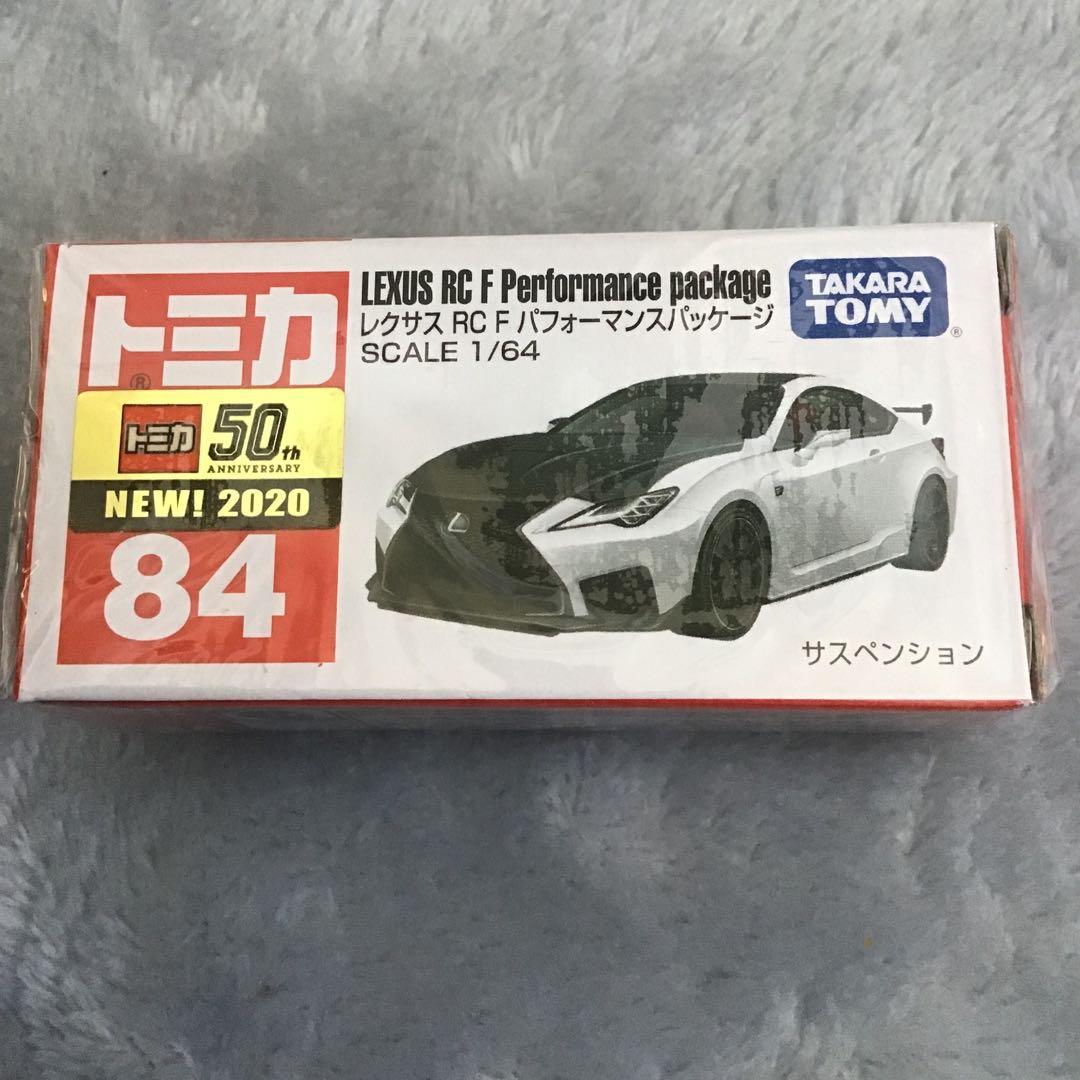 トミカ
®
LEXUS RC F Performance package
レクサス RC F パフォーマンスパッケージ
SCALE 1/64
TAKARA
TOMY
®
トミカ
50th
ANNIVERSARY
NEW! 2020
84
サスペンション